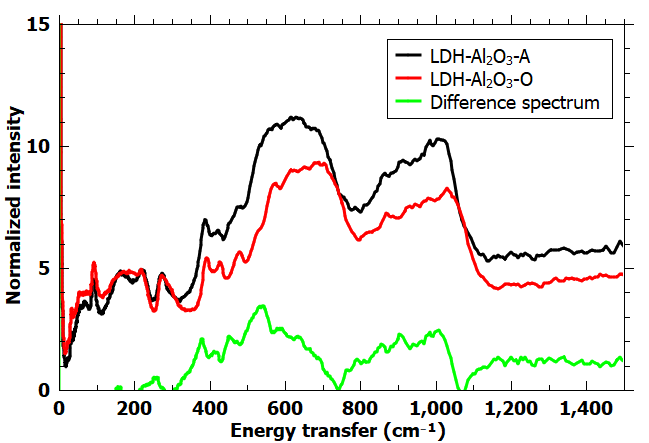 15
LDH-Al₂O₃-A
LDH-Al₂O₃-O
Difference spectrum
10
Normalized intensity
5
0
0 200 400 600 800 1,000 1,200 1,400
Energy transfer (cm⁻¹)